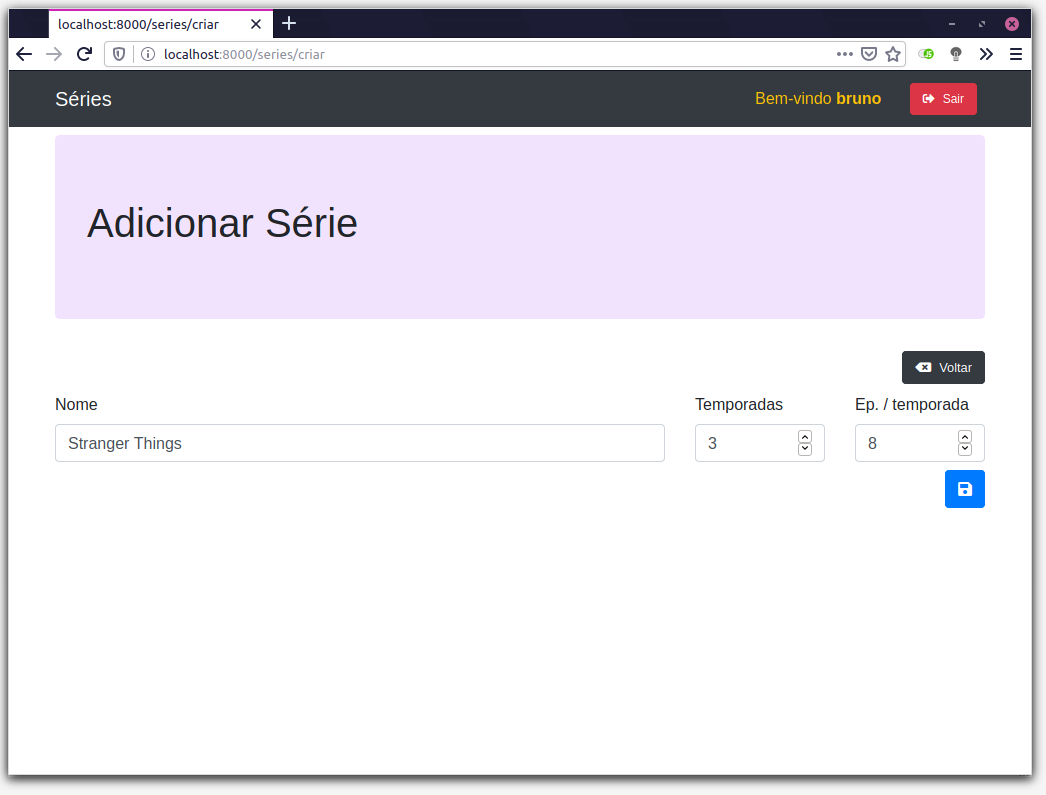 localhost:8000/series/criar
localhost:8000/series/criar
Séries
Bem-vindo bruno
Sair
Adicionar Série
Voltar
Nome
Temporadas
Ep. / temporada
Stranger Things
3
8